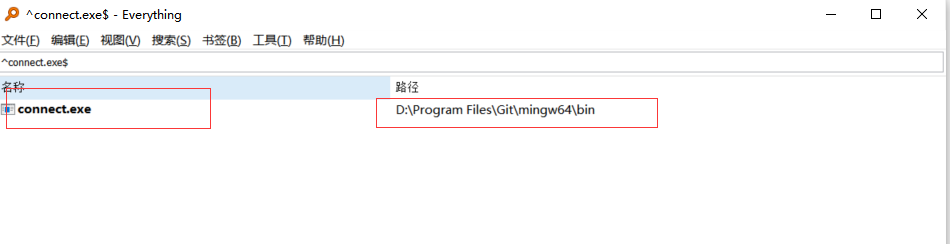 ^connect.exe$ - Everything
文件(F) 编辑(E) 视图(V) 搜索(S) 书签(B) 工具(T) 帮助(H)
^connect.exe$
名称 路径
connect.exe D:\Program Files\Git\mingw64\bin